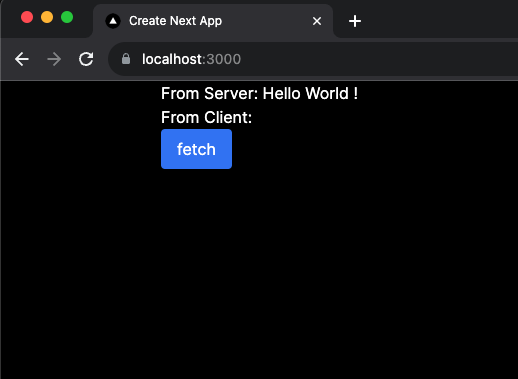 Create Next App
localhost:3000
From Server: Hello World !
From Client:
fetch